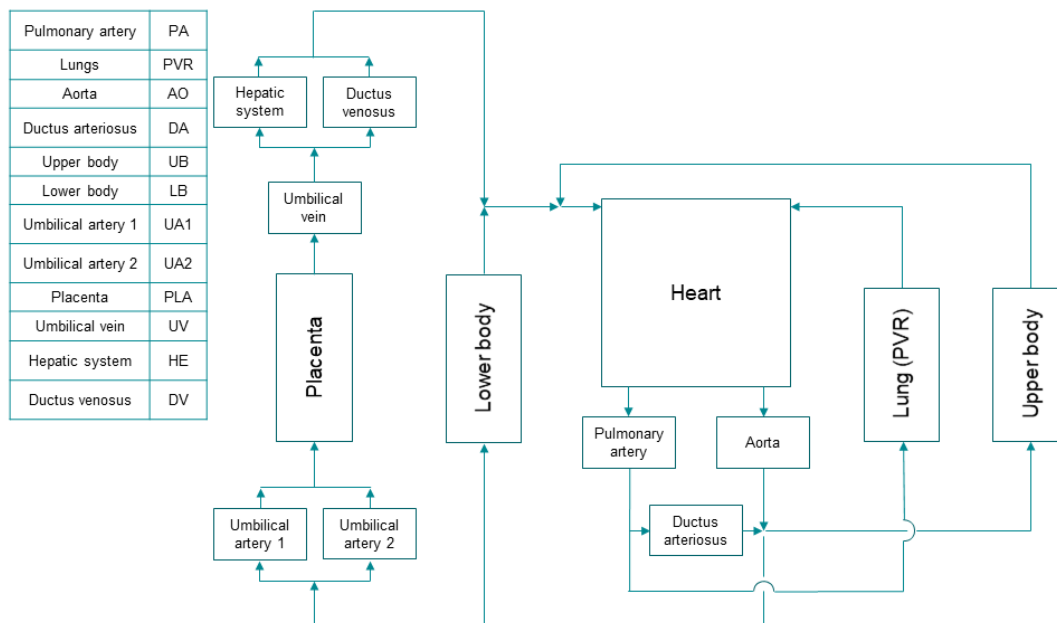 Pulmonary artery PA
Lungs PVR
Aorta AO
Ductus arteriosus DA
Upper body UB
Lower body LB
Umbilical artery 1 UA1
Umbilical artery 2 UA2
Placenta PLA
Umbilical vein UV
Hepatic system HE
Ductus venosus DV
Hepatic
system
Ductus
venosus
Umbilical
vein
Placenta
Umbilical
artery 1
Umbilical
artery 2
Lower body
Heart
Pulmonary
artery
Aorta
Ductus
arteriosus
Lung (PVR)
Upper body